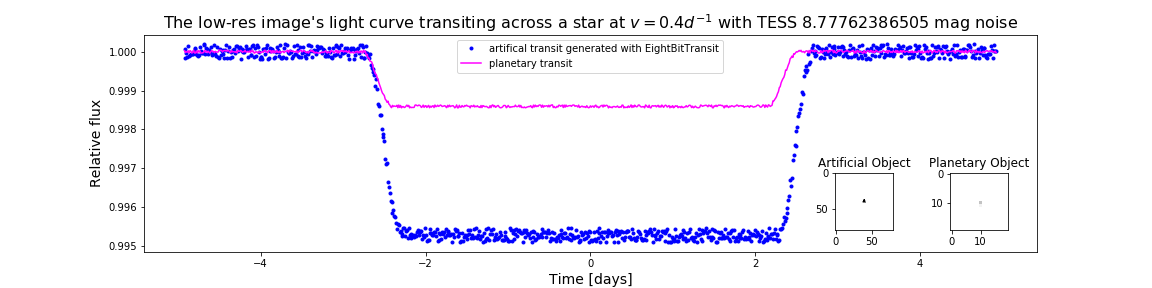 The low-res image's light curve transiting across a star at v = 0.4d⁻¹ with TESS 8.77762386505 mag noise
artifical transit generated with EightBitTransit
planetary transit
Relative flux
1.000
0.999
0.998
0.997
0.996
0.995
Artificial Object
0
50
0 50
Planetary Object
0
10
0 10
−4 −2 0 2 4
Time [days]